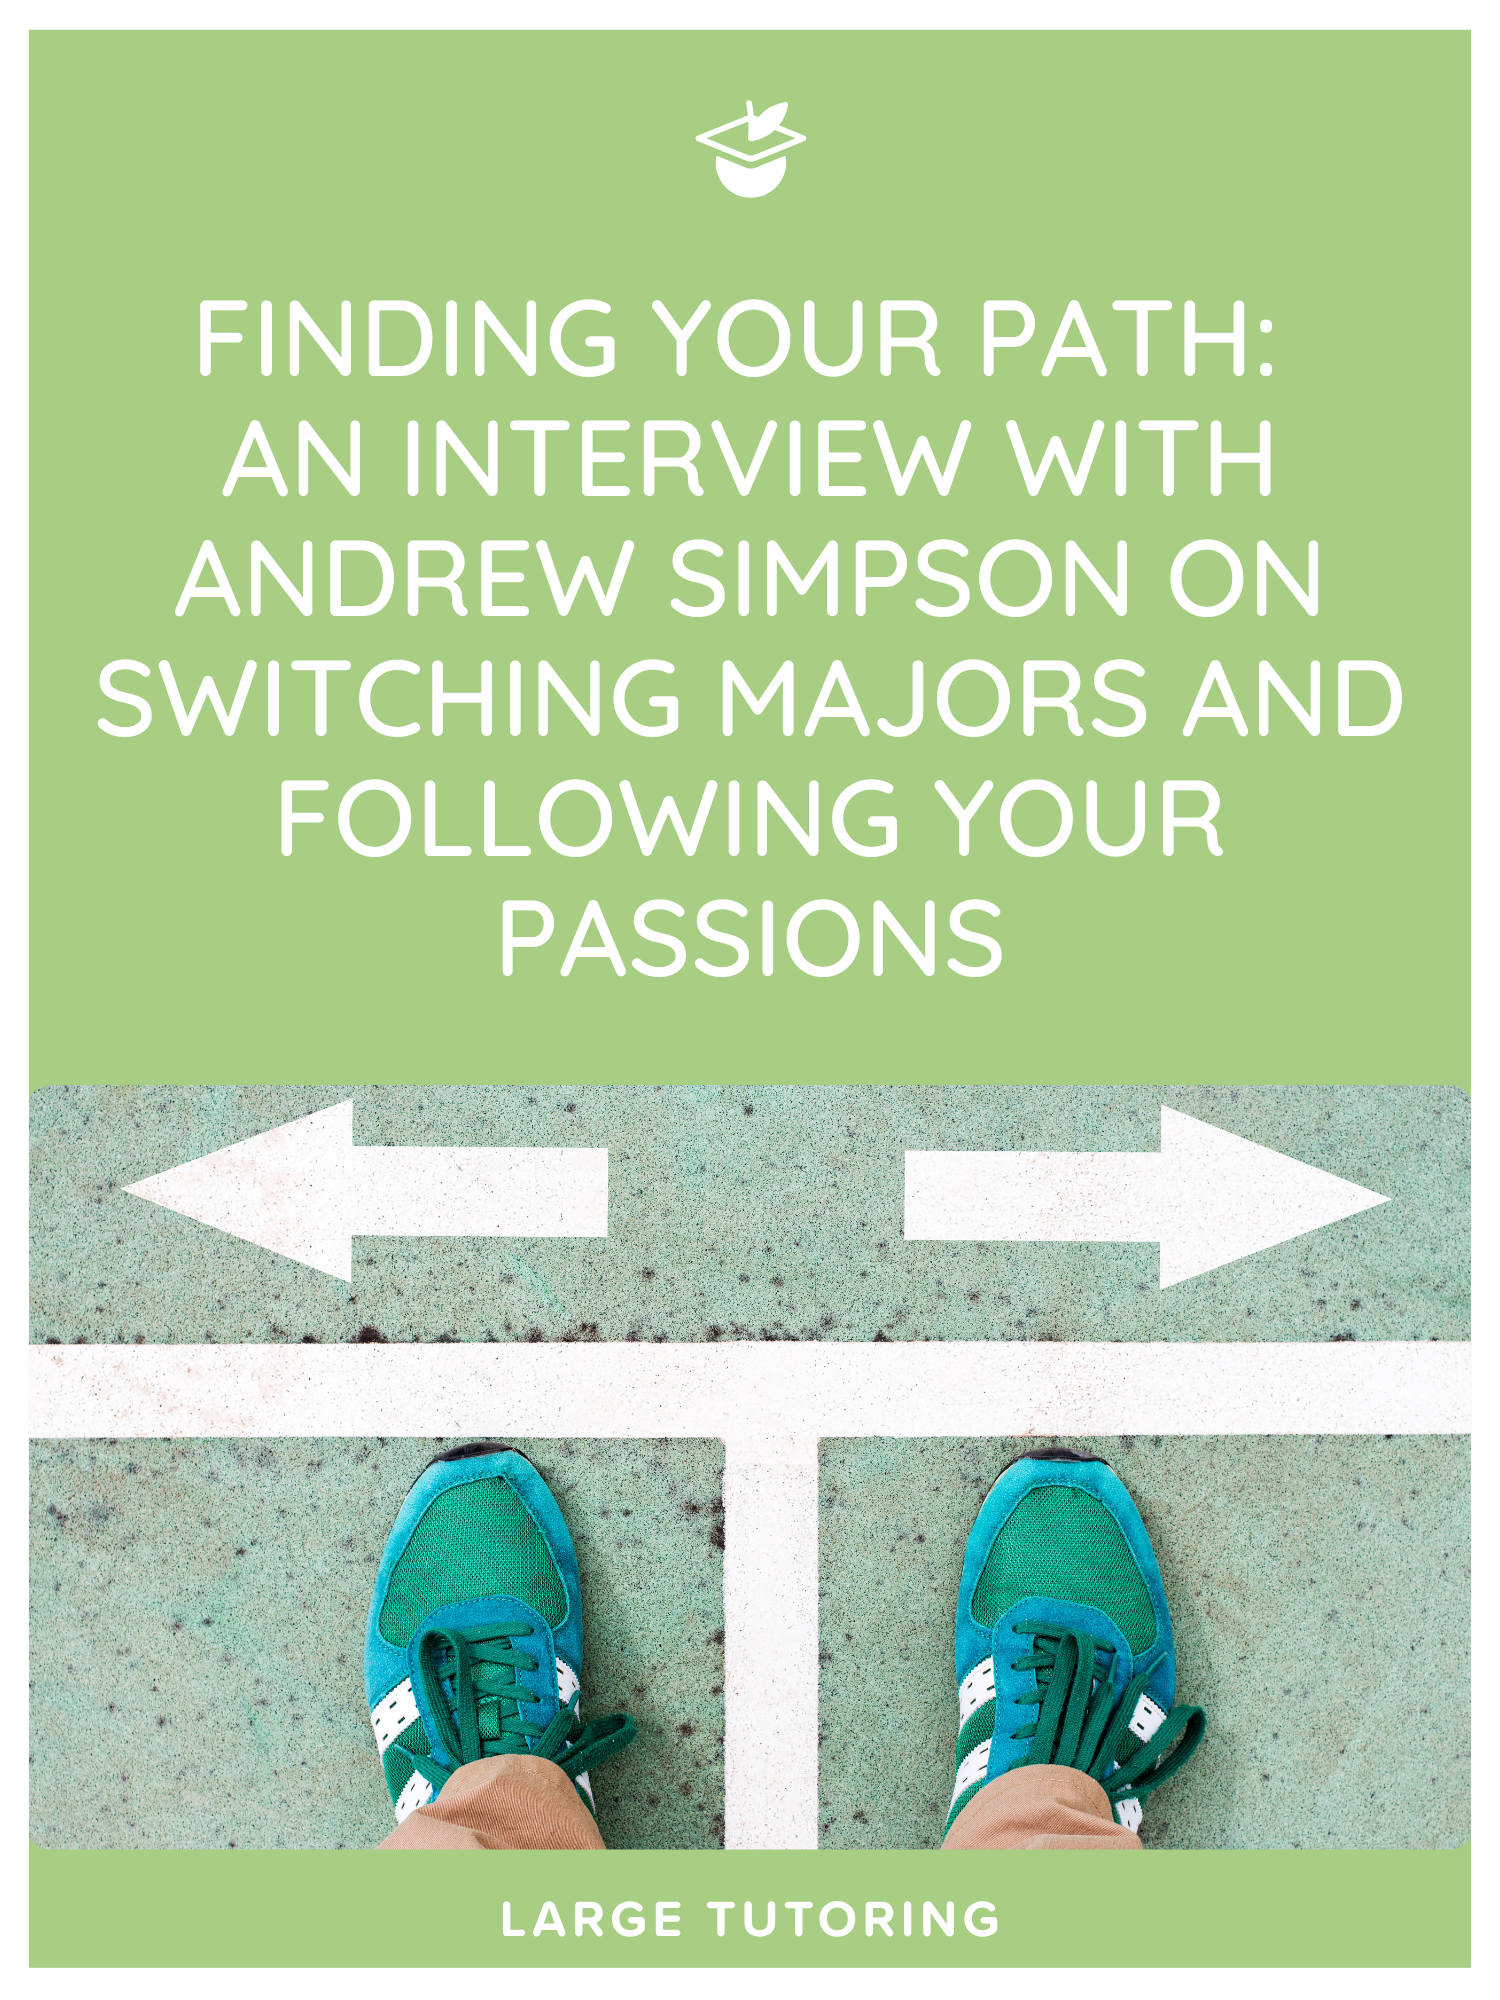 FINDING YOUR PATH:
AN INTERVIEW WITH
ANDREW SIMPSON ON
SWITCHING MAJORS AND
FOLLOWING YOUR
PASSIONS
LARGE TUTORING